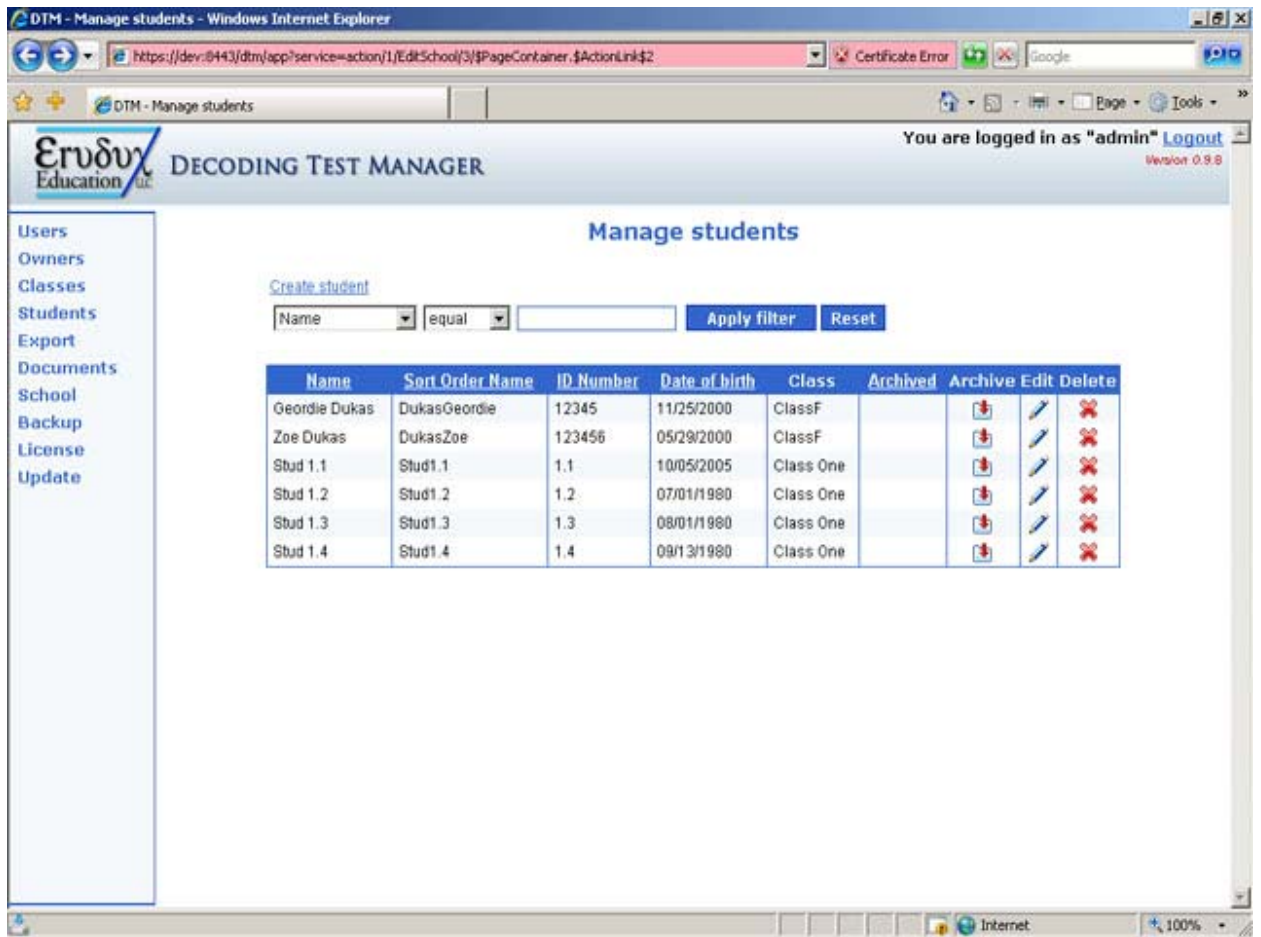 DTM - Manage students - Windows Internet Explorer
https://dev:8443/dtm/app?service=action/1/EditSchool/3/$PageContainer.$ActionLink$2 Certificate Error Google
DTM - Manage students Page Tools »
εrυδυχ
Education LLC
DECODING TEST MANAGER
You are logged in as "admin" Logout
Version 0.9.8
Users
Owners
Classes
Students
Export
Documents
School
Backup
License
Update
Manage students
Create student
Name equal Apply filter Reset
Name Sort Order Name ID Number Date of birth Class Archived Archive Edit Delete
Geordie Dukas DukasGeordie 12345 11/25/2000 ClassF
Zoe Dukas DukasZoe 123456 05/29/2000 ClassF
Stud 1.1 Stud1.1 1.1 10/05/2005 Class One
Stud 1.2 Stud1.2 1.2 07/01/1980 Class One
Stud 1.3 Stud1.3 1.3 08/01/1980 Class One
Stud 1.4 Stud1.4 1.4 09/13/1980 Class One
Internet 100%